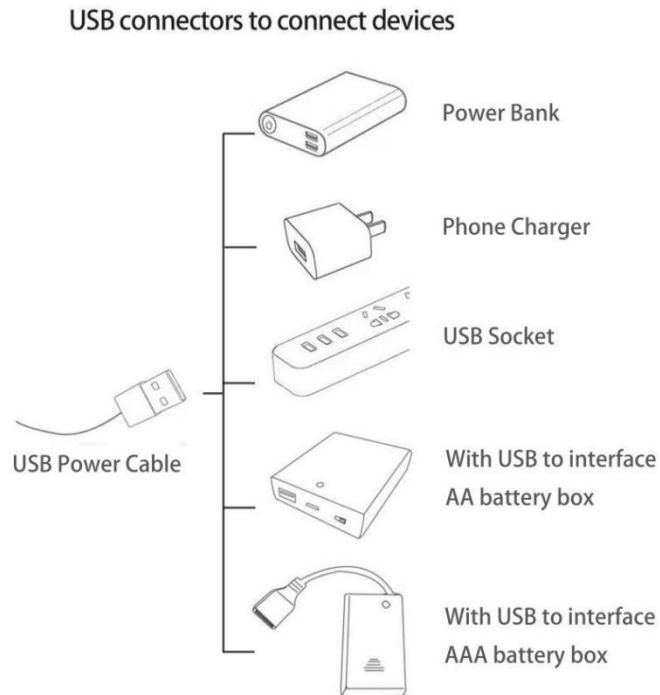 USB connectors to connect devices
Power Bank
Phone Charger
USB Socket
USB Power Cable
With USB to interface
AA battery box
With USB to interface
AAA battery box